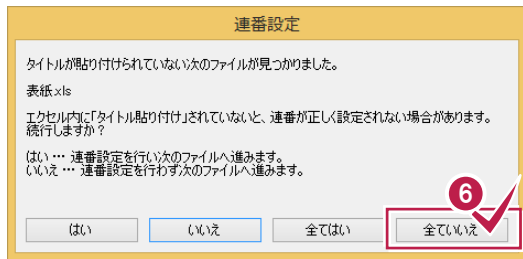 連番設定
タイトルが貼り付けられていない次のファイルが見つかりました。
表紙.xls
エクセル内に「タイトル貼り付け」されていないと、連番が正しく設定されない場合があります。
続行しますか？
はい … 連番設定を行い次のファイルへ進みます。
いいえ … 連番設定を行わず次のファイルへ進みます。
6
はい
いいえ
全てはい
全ていいえ